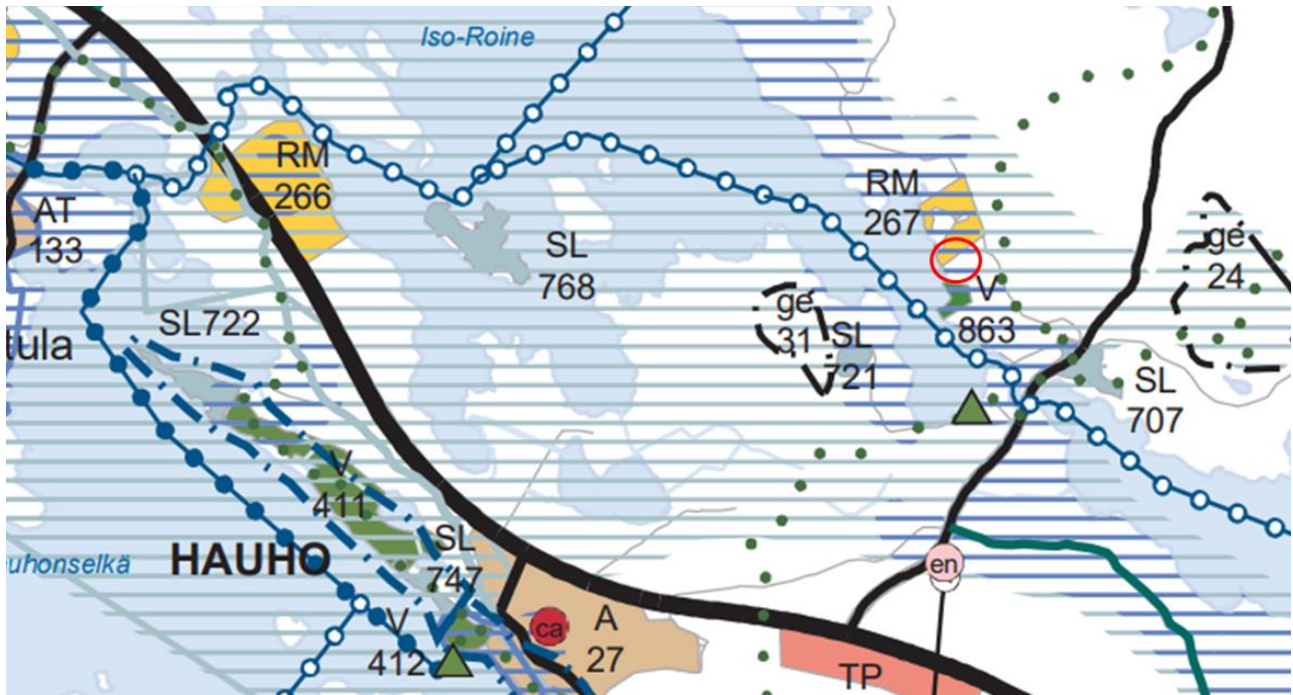 Iso-Roine
RM
266
RM
267
AT
133
SL
768
ge
24
SL722
V
863
ge
31
SL
721
tula
SL
707
V
411
SL
747
HAUHO
uhonselkä
en
V
412
ca
A
27
TP